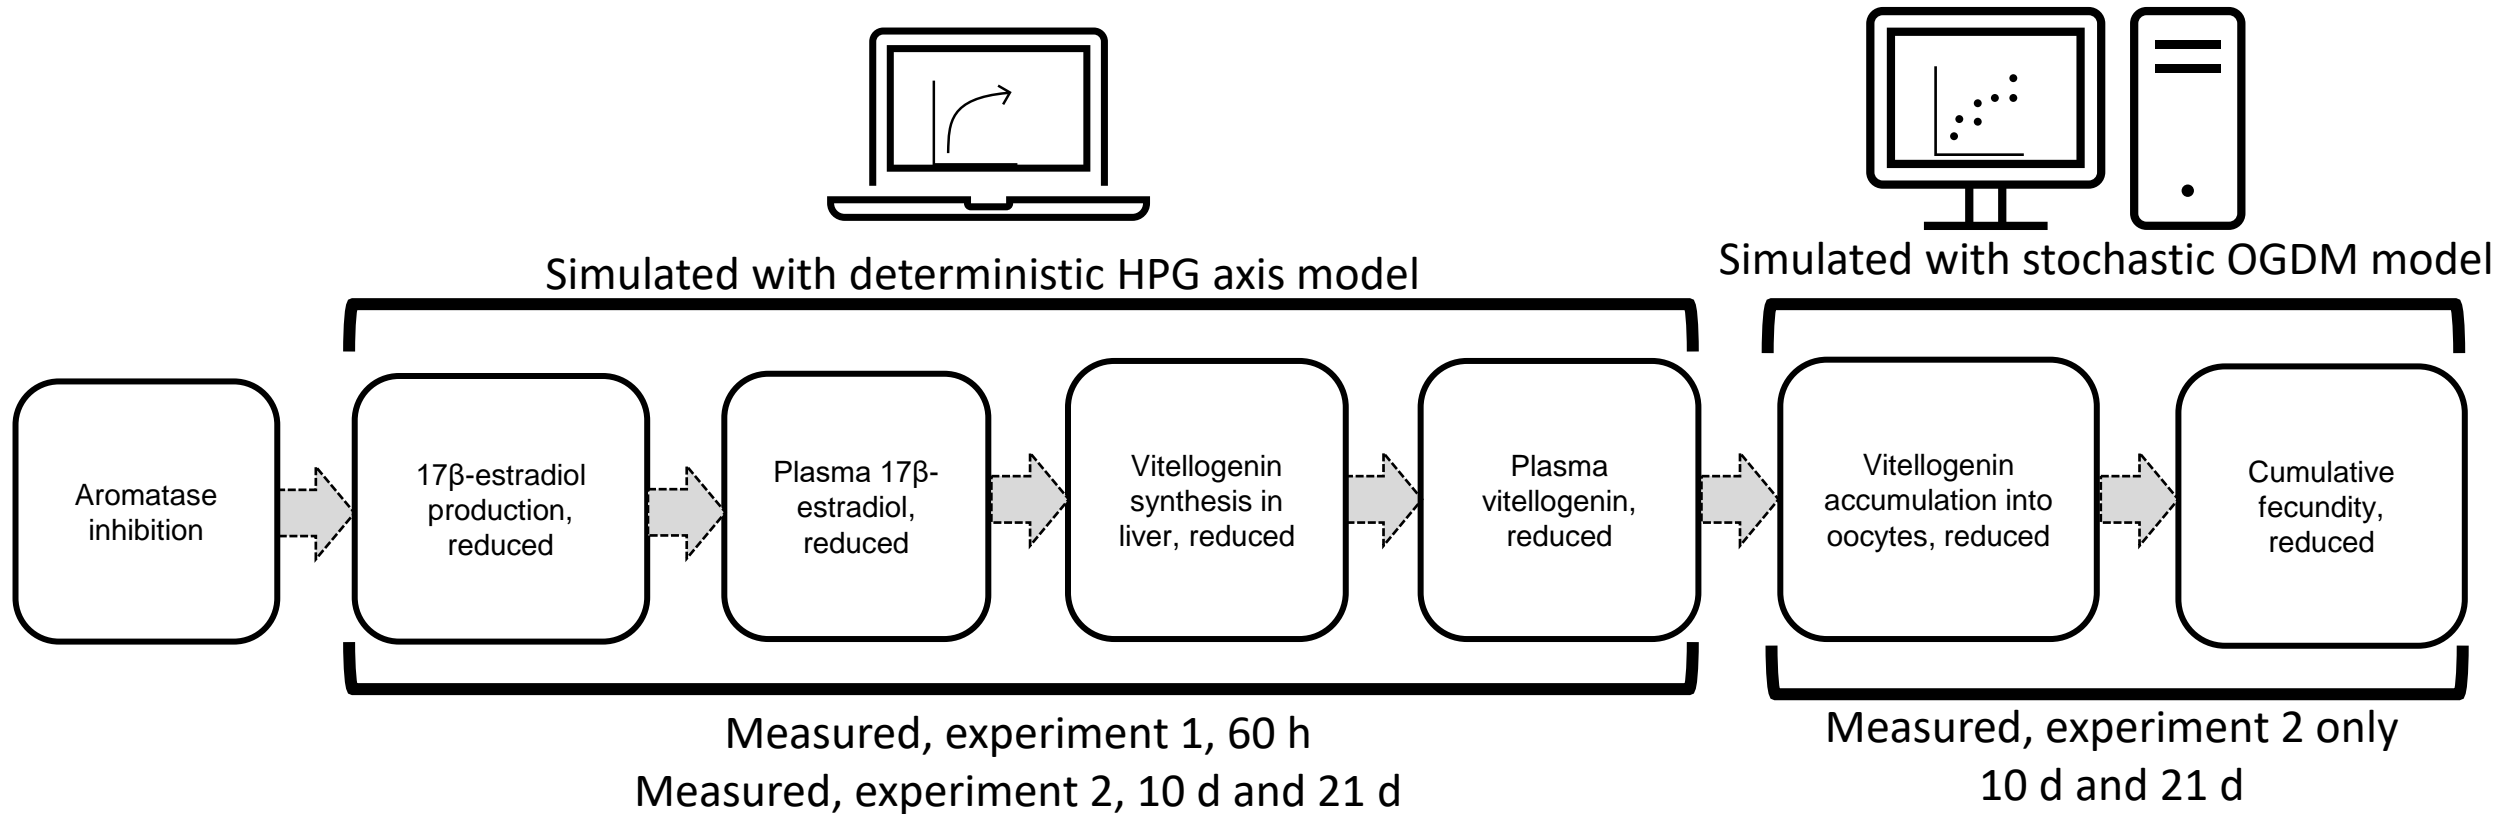 Simulated with deterministic HPG axis model
Simulated with stochastic OGDM model
Aromatase
inhibition
17β-estradiol
production,
reduced
Plasma 17β-
estradiol,
reduced
Vitellogenin
synthesis in
liver, reduced
Plasma
vitellogenin,
reduced
Vitellogenin
accumulation into
oocytes, reduced
Cumulative
fecundity,
reduced
Measured, experiment 1, 60 h
Measured, experiment 2, 10 d and 21 d
Measured, experiment 2 only
10 d and 21 d